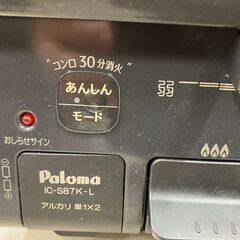 コンロ30分消火
あんしん
モード
弱
おしらせサイン
Paloma
IC-S87K-L
アルカリ 単1×2